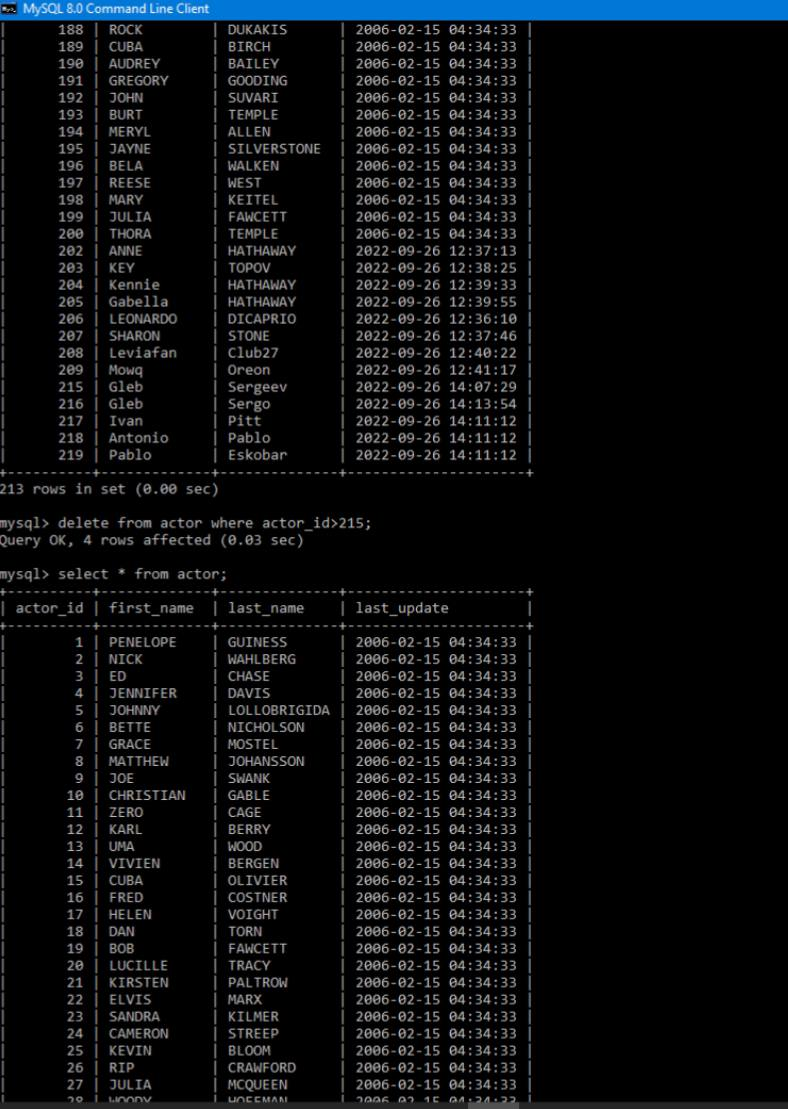 MySQL 8.0 Command Line Client
|      188 | ROCK        | DUKAKIS      | 2006-02-15 04:34:33 |
|      189 | CUBA        | BIRCH        | 2006-02-15 04:34:33 |
|      190 | AUDREY      | BAILEY       | 2006-02-15 04:34:33 |
|      191 | GREGORY     | GOODING      | 2006-02-15 04:34:33 |
|      192 | JOHN        | SUVARI       | 2006-02-15 04:34:33 |
|      193 | BURT        | TEMPLE       | 2006-02-15 04:34:33 |
|      194 | MERYL       | ALLEN        | 2006-02-15 04:34:33 |
|      195 | JAYNE       | SILVERSTONE  | 2006-02-15 04:34:33 |
|      196 | BELA        | WALKEN       | 2006-02-15 04:34:33 |
|      197 | REESE       | WEST         | 2006-02-15 04:34:33 |
|      198 | MARY        | KEITEL       | 2006-02-15 04:34:33 |
|      199 | JULIA       | FAWCETT      | 2006-02-15 04:34:33 |
|      200 | THORA       | TEMPLE       | 2006-02-15 04:34:33 |
|      202 | ANNE        | HATHAWAY     | 2022-09-26 12:37:13 |
|      203 | KEY         | TOPOV        | 2022-09-26 12:38:25 |
|      204 | Kennie      | HATHAWAY     | 2022-09-26 12:39:33 |
|      205 | Gabella     | HATHAWAY     | 2022-09-26 12:39:55 |
|      206 | LEONARDO    | DICAPRIO     | 2022-09-26 12:36:10 |
|      207 | SHARON      | STONE        | 2022-09-26 12:37:46 |
|      208 | Leviafan    | Club27       | 2022-09-26 12:40:22 |
|      209 | Mowq        | Oreon        | 2022-09-26 12:41:17 |
|      215 | Gleb        | Sergeev      | 2022-09-26 14:07:29 |
|      216 | Gleb        | Sergo        | 2022-09-26 14:13:54 |
|      217 | Ivan        | Pitt         | 2022-09-26 14:11:12 |
|      218 | Antonio     | Pablo        | 2022-09-26 14:11:12 |
|      219 | Pablo       | Eskobar      | 2022-09-26 14:11:12 |
+----------+-------------+--------------+---------------------+
213 rows in set (0.00 sec)
mysql> delete from actor where actor_id>215;
Query OK, 4 rows affected (0.03 sec)
mysql> select * from actor;
+----------+-------------+--------------+---------------------+
| actor_id | first_name  | last_name    | last_update         |
+----------+-------------+--------------+---------------------+
|        1 | PENELOPE    | GUINESS      | 2006-02-15 04:34:33 |
|        2 | NICK        | WAHLBERG     | 2006-02-15 04:34:33 |
|        3 | ED          | CHASE        | 2006-02-15 04:34:33 |
|        4 | JENNIFER    | DAVIS        | 2006-02-15 04:34:33 |
|        5 | JOHNNY      | LOLLOBRIGIDA | 2006-02-15 04:34:33 |
|        6 | BETTE       | NICHOLSON    | 2006-02-15 04:34:33 |
|        7 | GRACE       | MOSTEL       | 2006-02-15 04:34:33 |
|        8 | MATTHEW     | JOHANSSON    | 2006-02-15 04:34:33 |
|        9 | JOE         | SWANK        | 2006-02-15 04:34:33 |
|       10 | CHRISTIAN   | GABLE        | 2006-02-15 04:34:33 |
|       11 | ZERO        | CAGE         | 2006-02-15 04:34:33 |
|       12 | KARL        | BERRY        | 2006-02-15 04:34:33 |
|       13 | UMA         | WOOD         | 2006-02-15 04:34:33 |
|       14 | VIVIEN      | BERGEN       | 2006-02-15 04:34:33 |
|       15 | CUBA        | OLIVIER      | 2006-02-15 04:34:33 |
|       16 | FRED        | COSTNER      | 2006-02-15 04:34:33 |
|       17 | HELEN       | VOIGHT       | 2006-02-15 04:34:33 |
|       18 | DAN         | TORN         | 2006-02-15 04:34:33 |
|       19 | BOB         | FAWCETT      | 2006-02-15 04:34:33 |
|       20 | LUCILLE     | TRACY        | 2006-02-15 04:34:33 |
|       21 | KIRSTEN     | PALTROW      | 2006-02-15 04:34:33 |
|       22 | ELVIS       | MARX         | 2006-02-15 04:34:33 |
|       23 | SANDRA      | KILMER       | 2006-02-15 04:34:33 |
|       24 | CAMERON     | STREEP       | 2006-02-15 04:34:33 |
|       25 | KEVIN       | BLOOM        | 2006-02-15 04:34:33 |
|       26 | RIP         | CRAWFORD     | 2006-02-15 04:34:33 |
|       27 | JULIA       | MCQUEEN      | 2006-02-15 04:34:33 |
|       28 | WOODY       | HOFFMAN      | 2006-02-15 04:34:33 |